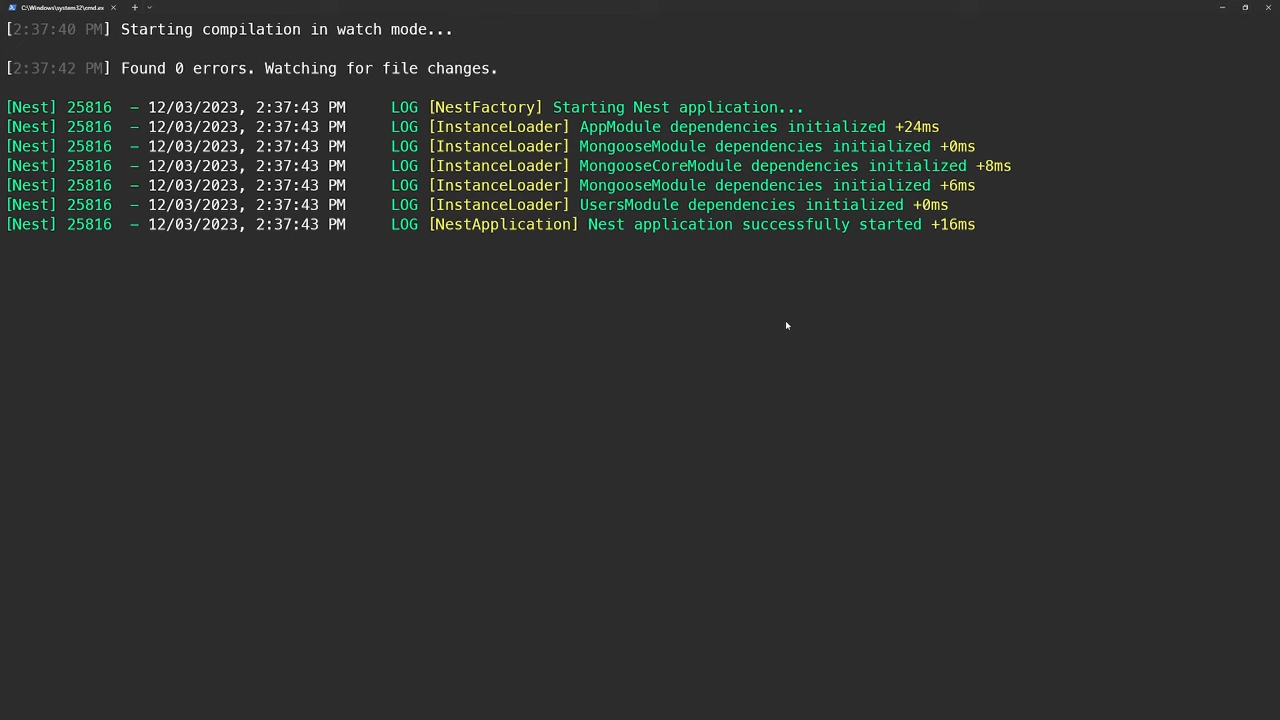 C:\Windows\system32\cmd.ex
[2:37:40 PM] Starting compilation in watch mode...
[2:37:42 PM] Found 0 errors. Watching for file changes.
[Nest] 25816  – 12/03/2023, 2:37:43 PM     LOG [NestFactory] Starting Nest application...
[Nest] 25816  – 12/03/2023, 2:37:43 PM     LOG [InstanceLoader] AppModule dependencies initialized +24ms
[Nest] 25816  – 12/03/2023, 2:37:43 PM     LOG [InstanceLoader] MongooseModule dependencies initialized +0ms
[Nest] 25816  – 12/03/2023, 2:37:43 PM     LOG [InstanceLoader] MongooseCoreModule dependencies initialized +8ms
[Nest] 25816  – 12/03/2023, 2:37:43 PM     LOG [InstanceLoader] MongooseModule dependencies initialized +6ms
[Nest] 25816  – 12/03/2023, 2:37:43 PM     LOG [InstanceLoader] UsersModule dependencies initialized +0ms
[Nest] 25816  – 12/03/2023, 2:37:43 PM     LOG [NestApplication] Nest application successfully started +16ms